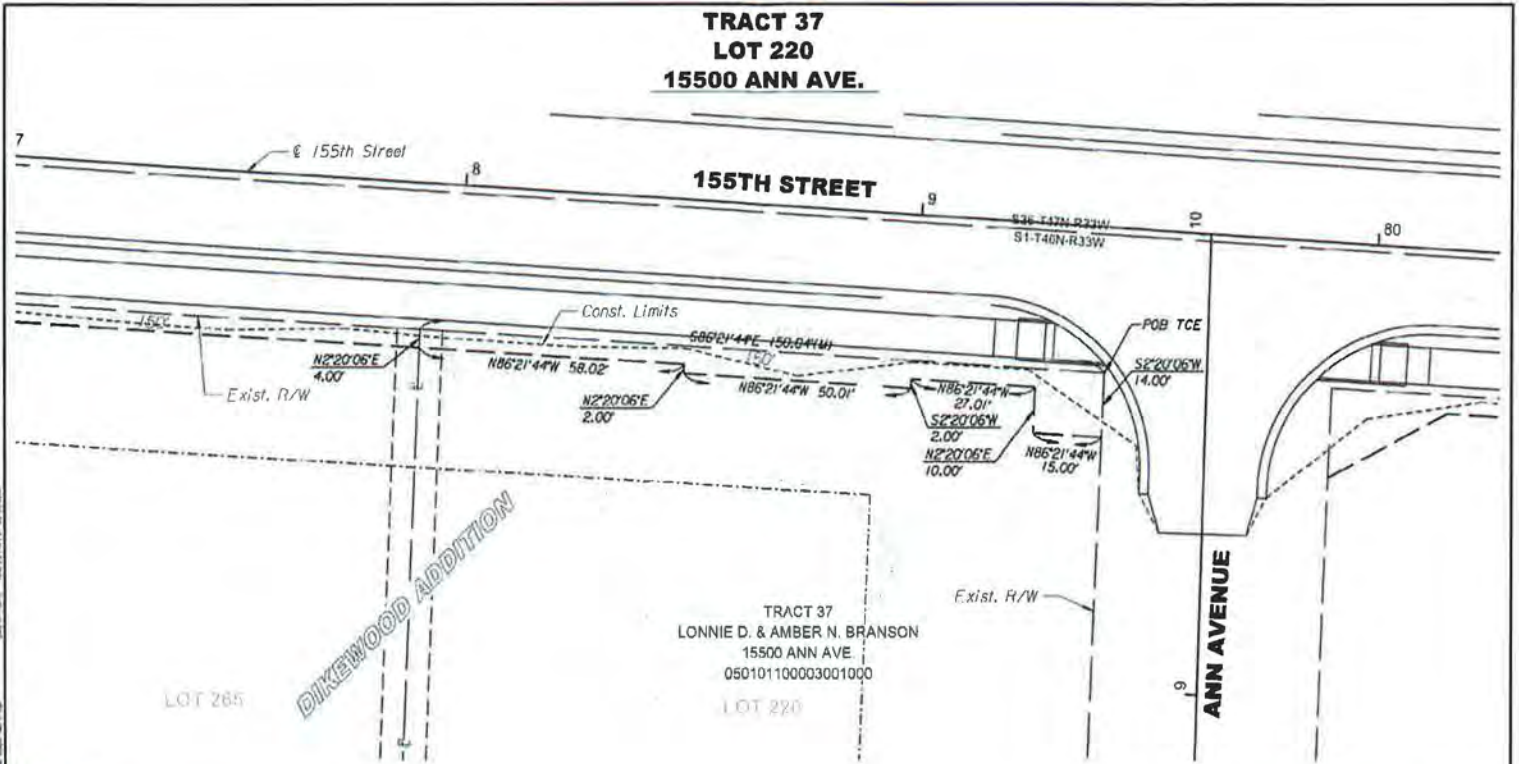 TRACT 37
LOT 220
15500 ANN AVE.
7
℄ 155th Street
8
155TH STREET
9
S36-T47N-R33W
S1-T46N-R33W
10
80
150'
Const. Limits
S86°21'44"E 150.04'(M)
150'
POB TCE
S2°20'06"W
14.00'
N2°20'06"E
4.00'
N86°21'44"W 58.02'
Exist. R/W
N2°20'06"E
2.00'
N86°21'44"W 50.01'
N86°21'44"W
27.01'
S2°20'06"W
2.00'
N2°20'06"E
10.00'
N86°21'44"W
15.00'
DIKEWOOD ADDITION
TRACT 37
LONNIE D. & AMBER N. BRANSON
15500 ANN AVE.
050101100003001000
Exist. R/W
LOT 265
LOT 220
9
ANN AVENUE